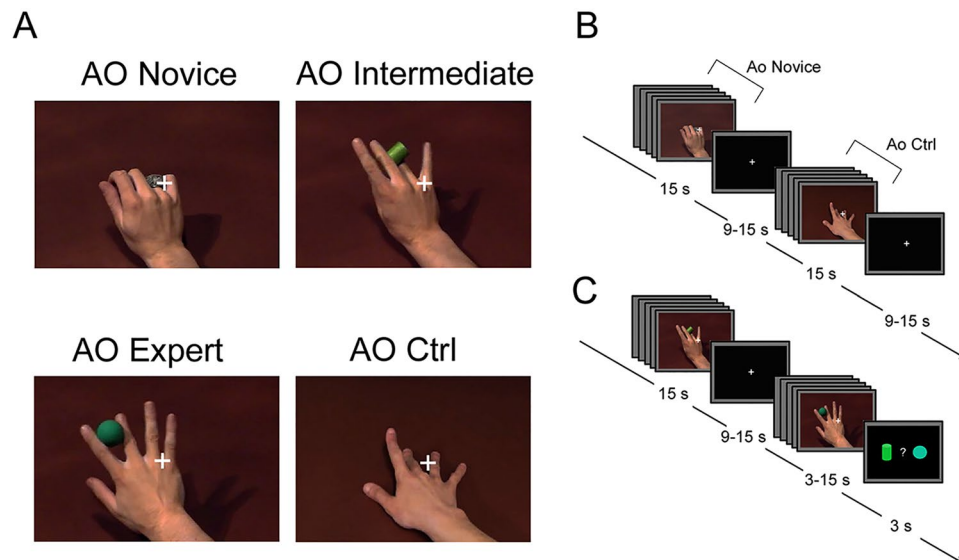 A
AO Novice
AO Intermediate
AO Expert
AO Ctrl
B
Ao Novice
Ao Ctrl
15 s
9-15 s
15 s
9-15 s
C
15 s
9-15 s
3-15 s
?
3 s